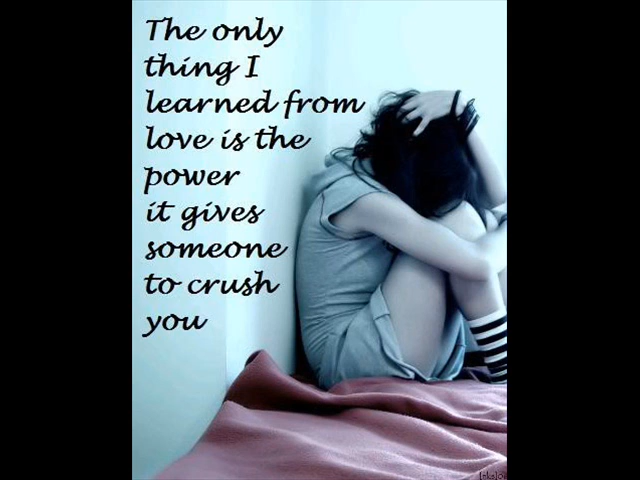 The only
thing I
learned from
love is the
power
it gives
someone
to crush
you